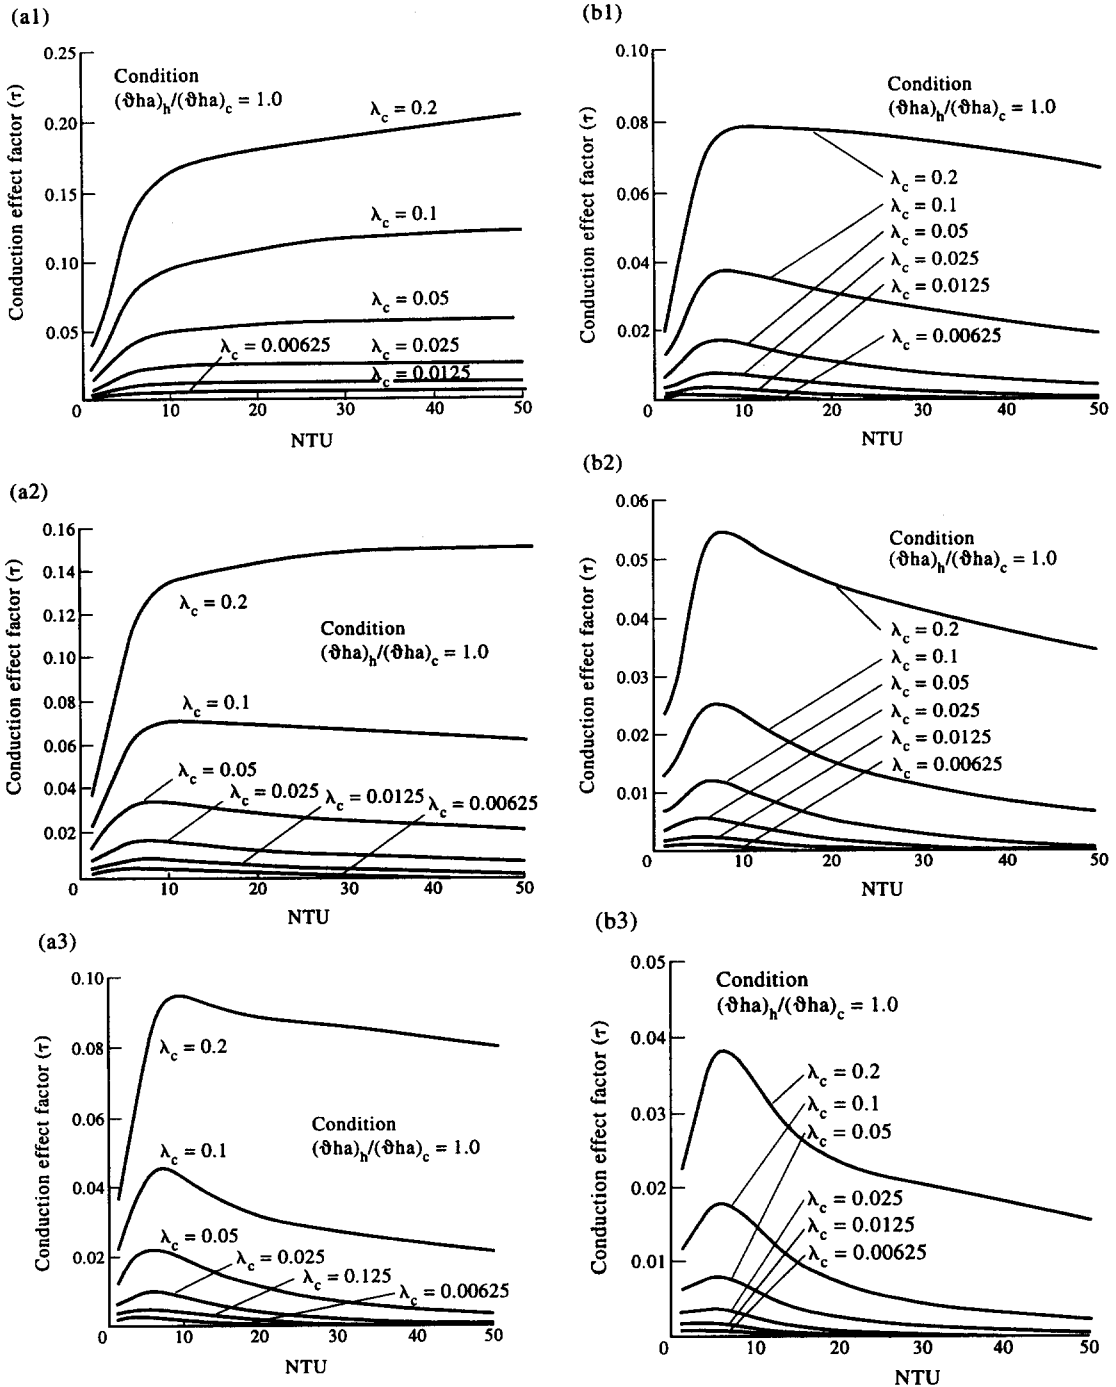 (a1)
Conduction effect factor (τ)
0.25
0.20
0.15
0.10
0.05
Condition
(ϑha)h/(ϑha)c = 1.0
λc = 0.2
λc = 0.1
λc = 0.05
λc = 0.00625
λc = 0.025
λc = 0.0125
0 10 20 30 40 50
NTU
(b1)
Conduction effect factor (τ)
0.10
0.08
0.06
0.04
0.02
Condition
(ϑha)h/(ϑha)c = 1.0
λc = 0.2
λc = 0.1
λc = 0.05
λc = 0.025
λc = 0.0125
λc = 0.00625
0 10 20 30 40 50
NTU
(a2)
Conduction effect factor (τ)
0.16
0.14
0.12
0.10
0.080
0.060
0.04
0.02
λc = 0.2
Condition
(ϑha)h/(ϑha)c = 1.0
λc = 0.1
λc = 0.05
λc = 0.025
λc = 0.0125
λc = 0.00625
0 10 20 30 40 50
NTU
(b2)
Conduction effect factor (τ)
0.06
0.05
0.04
0.03
0.02
0.01
Condition
(ϑha)h/(ϑha)c = 1.0
λc = 0.2
λc = 0.1
λc = 0.05
λc = 0.025
λc = 0.0125
λc = 0.00625
0 10 20 30 40 50
NTU
(a3)
Conduction effect factor (τ)
0.10
0.08
0.06
0.04
0.02
λc = 0.2
Condition
(ϑha)h/(ϑha)c = 1.0
λc = 0.1
λc = 0.05
λc = 0.025
λc = 0.125
λc = 0.00625
0 10 20 30 40 50
NTU
(b3)
Conduction effect factor (τ)
0.05
0.04
0.03
0.02
0.01
Condition
(ϑha)h/(ϑha)c = 1.0
λc = 0.2
λc = 0.1
λc = 0.05
λc = 0.025
λc = 0.0125
λc = 0.00625
0 10 20 30 40 50
NTU